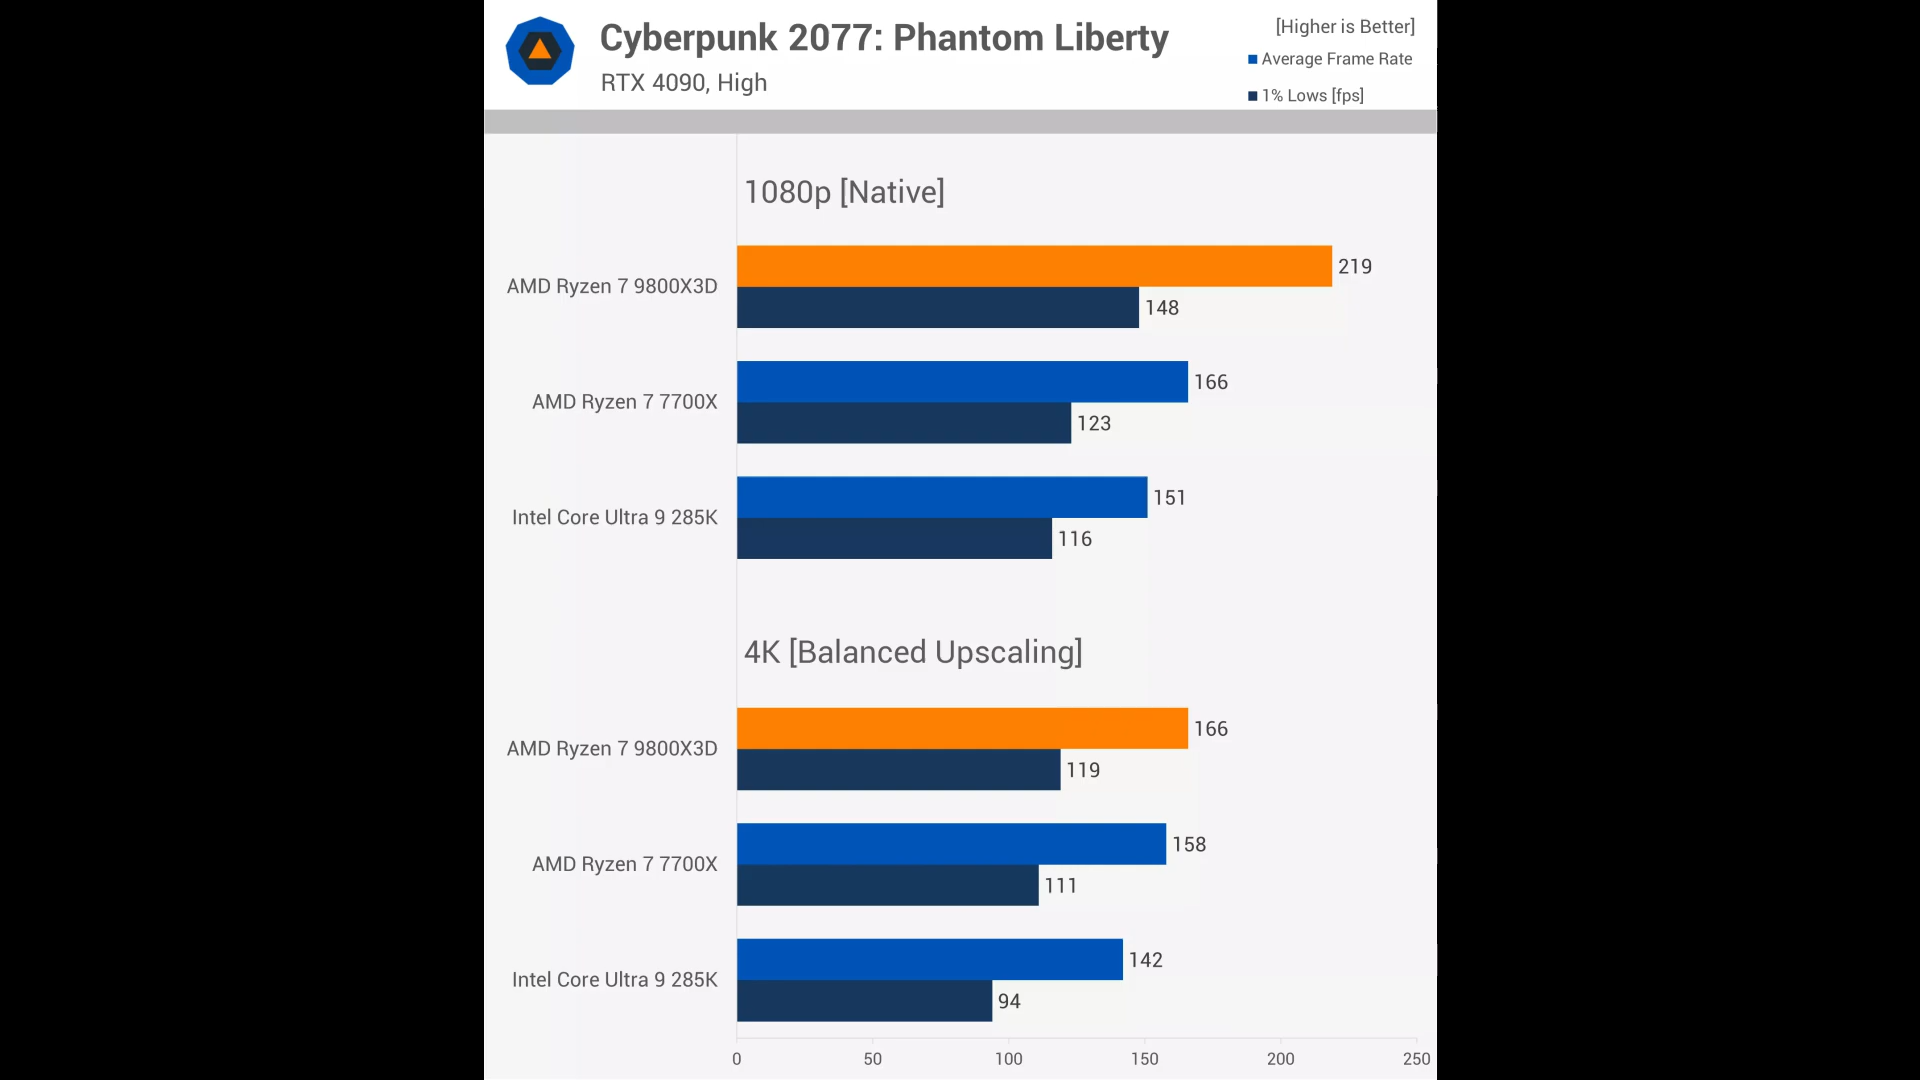 Cyberpunk 2077: Phantom Liberty
RTX 4090, High
[Higher is Better]
Average Frame Rate
1% Lows [fps]
1080p [Native]
AMD Ryzen 7 9800X3D
219
148
AMD Ryzen 7 7700X
166
123
Intel Core Ultra 9 285K
151
116
4K [Balanced Upscaling]
AMD Ryzen 7 9800X3D
166
119
AMD Ryzen 7 7700X
158
111
Intel Core Ultra 9 285K
142
94
0 50 100 150 200 250